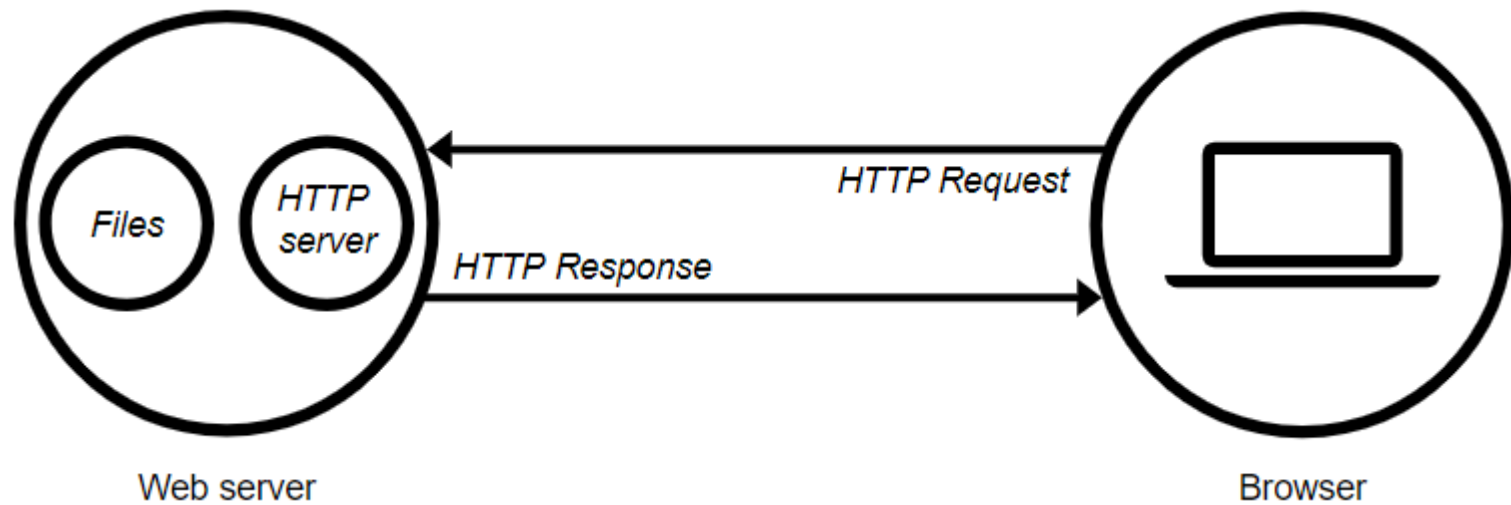 Files
HTTP
server
HTTP Request
HTTP Response
Web server
Browser